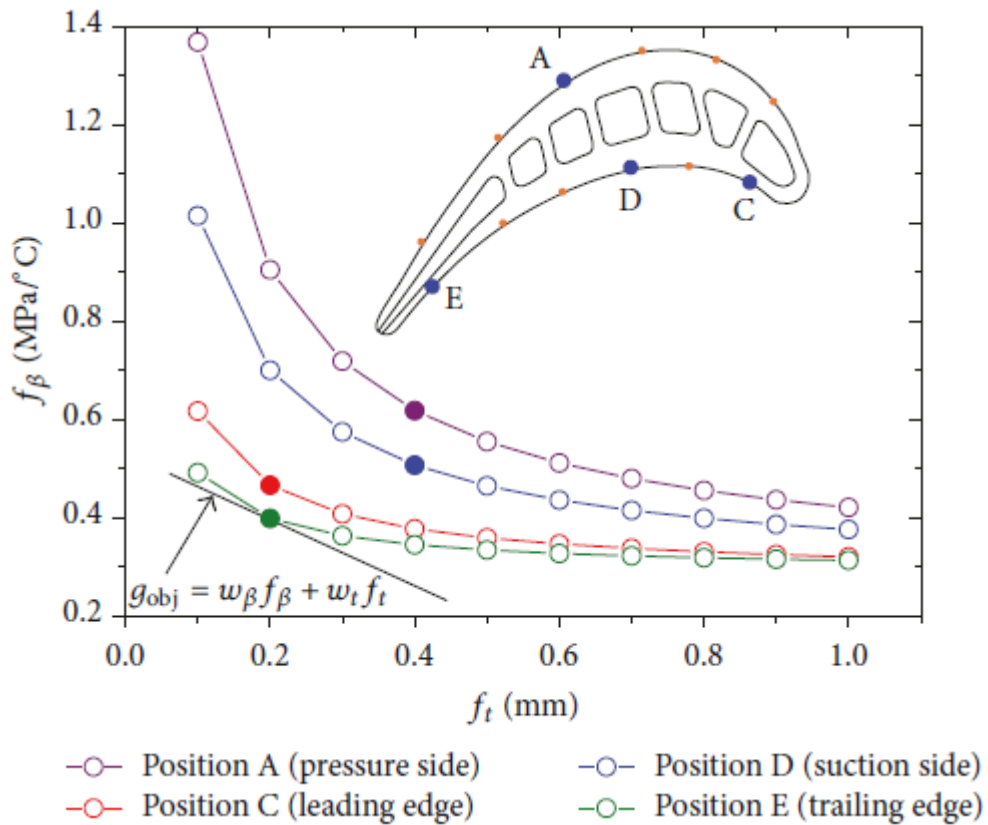 1.4
1.2
1.0
0.8
0.6
0.4
0.2
f_β (MPa/°C)
A
D
C
E
g_obj = w_β f_β + w_t f_t
0.0 0.2 0.4 0.6 0.8 1.0
f_t (mm)
Position A (pressure side) Position D (suction side)
Position C (leading edge) Position E (trailing edge)